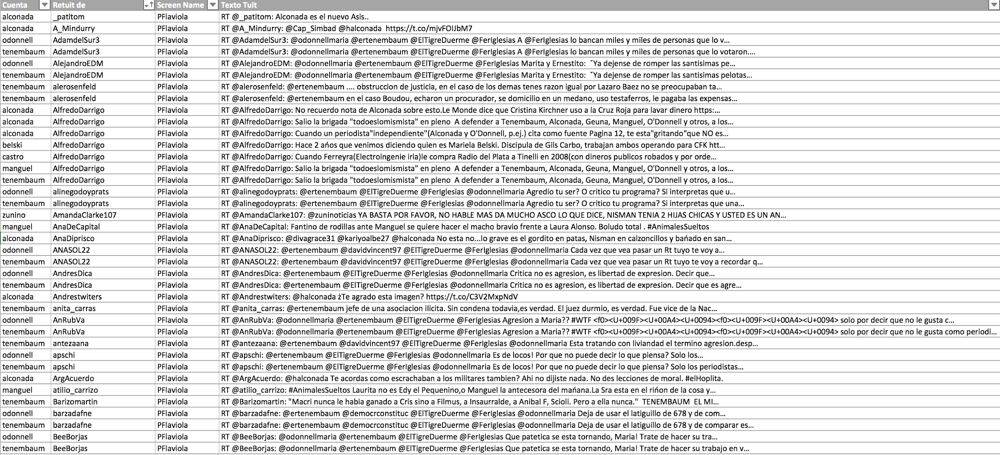 Cuenta Retuit de Screen Name Texto Tuit
alconada _patitom PFlaviola RT @_patitom: Alconada es el nuevo Asis..
alconada A_Mindurry PFlaviola RT @A_Mindurry: @Cap_Simbad @halconada https://t.co/mjvFOIJbM7
odonnell AdamdelSur3 PFlaviola RT @AdamdelSur3: @odonnellmaria @ertenembaum @ElTigreDuerme @FerIglesias A @FerIglesias lo bancan miles y miles de personas que lo v...
tenembaum AdamdelSur3 PFlaviola RT @AdamdelSur3: @odonnellmaria @ertenembaum @ElTigreDuerme @FerIglesias A @FerIglesias lo bancan miles y miles de personas que lo votaron....
odonnell AlejandroEDM PFlaviola RT @AlejandroEDM: @odonnellmaria @ertenembaum @ElTigreDuerme @FerIglesias Marita y Ernestito: ˇYa dejense de romper las santisimas pe...
tenembaum AlejandroEDM PFlaviola RT @AlejandroEDM: @odonnellmaria @ertenembaum @ElTigreDuerme @FerIglesias Marita y Ernestito: ˇYa dejense de romper las santisimas pelotas...
tenembaum alerosenfeld PFlaviola RT @alerosenfeld: @ertenembaum .... obstruccion de justicia, en el caso de los demas tenes razon igual por Lazaro Baez no se preocupaban ta...
tenembaum alerosenfeld PFlaviola RT @alerosenfeld: @ertenembaum en el caso Boudou, echaron un procurador, se domicilio en un medano, uso testaferros, le pagaba las expensas...
alconada AlfredoDarrigo PFlaviola RT @AlfredoDarrigo: No recuerdo nota de Alconada sobre esto.Le Monde dice que Cristina Kirchner uso a la Cruz Roja para lavar dinero https:...
alconada AlfredoDarrigo PFlaviola RT @AlfredoDarrigo: Salio la brigada "todoeslomismista" en pleno A defender a Tenembaum, Alconada, Geuna, Manguel, O'Donnell y otros, a los...
alconada AlfredoDarrigo PFlaviola RT @AlfredoDarrigo: Cuando un periodista"independiente"(Alconada y O'Donnell, p.ej.) cita como fuente Pagina 12, te esta"gritando"que NO es...
belski AlfredoDarrigo PFlaviola RT @AlfredoDarrigo: Hace 2 ańos que venimos diciendo quien es Mariela Belski. Discipula de Gils Carbo, trabajan ambos operando para CFK htt...
castro AlfredoDarrigo PFlaviola RT @AlfredoDarrigo: Cuando Ferreyra(Electroingenie iria)le compra Radio del Plata a Tinelli en 2008(con dineros publicos robados y por orde...
manguel AlfredoDarrigo PFlaviola RT @AlfredoDarrigo: Salio la brigada "todoeslomismista" en pleno A defender a Tenembaum, Alconada, Geuna, Manguel, O'Donnell y otros, a los...
tenembaum AlfredoDarrigo PFlaviola RT @AlfredoDarrigo: Salio la brigada "todoeslomismista" en pleno A defender a Tenembaum, Alconada, Geuna, Manguel, O'Donnell y otros, a los...
odonnell alinegodoyprats PFlaviola RT @alinegodoyprats: @ertenembaum @ElTigreDuerme @FerIglesias @odonnellmaria Agredio tu ser? O critico tu programa? Si interpretas que u...
tenembaum alinegodoyprats PFlaviola RT @alinegodoyprats: @ertenembaum @ElTigreDuerme @FerIglesias @odonnellmaria Agredio tu ser? O critico tu programa? Si interpretas que una...
zunino AmandaClarke107 PFlaviola RT @AmandaClarke107: @zuninoticias YA BASTA POR FAVOR, NO HABLE MAS DA MUCHO ASCO LO QUE DICE, NISMAN TENIA 2 HIJAS CHICAS Y USTED ES UN AN...
manguel AnaDeCapital PFlaviola RT @AnaDeCapital: Fantino de rodillas ante Manguel se quiere hacer el macho bravio frente a Laura Alonso. Boludo total . #AnimalesSueltos
alconada AnaDiprisco PFlaviola RT @AnaDiprisco: @divagrace31 @kariyoalbe27 @halconada No esta no...lo grave es el gordito en patas, Nisman en calzoncillos y bańado en san...
odonnell ANASOL22 PFlaviola RT @ANASOL22: @ertenembaum @davidvincent97 @ElTigreDuerme @FerIglesias @odonnellmaria Cada vez que vea pasar un Rt tuyo te voy a...
tenembaum ANASOL22 PFlaviola RT @ANASOL22: @ertenembaum @davidvincent97 @ElTigreDuerme @FerIglesias @odonnellmaria Cada vez que vea pasar un Rt tuyo te voy a recordar q...
odonnell AndresDica PFlaviola RT @AndresDica: @ertenembaum @ElTigreDuerme @FerIglesias @odonnellmaria Critica no es agresion, es libertad de expresion. Decir que...
tenembaum AndresDica PFlaviola RT @AndresDica: @ertenembaum @ElTigreDuerme @FerIglesias @odonnellmaria Critica no es agresion, es libertad de expresion. Decir que es agre...
alconada Andrestwiters PFlaviola RT @Andrestwiters: @halconada żTe agrado esta imagen? https://t.co/C3V2MxpNdV
tenembaum anita_carras PFlaviola RT @anita_carras: @ertenembaum jefe de una asociacion ilicita. Sin condena todavia,es verdad. El juez durmio, es verdad. Fue vice de la Nac...
odonnell AnRubVa PFlaviola RT @AnRubVa: @odonnellmaria @ertenembaum @ElTigreDuerme @FerIglesias Agresion a Maria?? #WTF <f0><U+009F><U+00A4><U+0094><f0><U+009F><U+00A4><U+0094> solo por decir que no le gusta c...
tenembaum AnRubVa PFlaviola RT @AnRubVa: @odonnellmaria @ertenembaum @ElTigreDuerme @FerIglesias Agresion a Maria?? #WTF <f0><U+009F><U+00A4><U+0094><f0><U+009F><U+00A4><U+0094> solo por decir que no le gusta como periodi...
tenembaum antezaana PFlaviola RT @antezaana: @ertenembaum @davidvincent97 @ElTigreDuerme @FerIglesias @odonnellmaria Esta tratando con liviandad el termino agresion.desp...
odonnell apschi PFlaviola RT @apschi: @ertenembaum @ElTigreDuerme @FerIglesias @odonnellmaria Es de locos! Por que no puede decir lo que piensa? Solo los...
tenembaum apschi PFlaviola RT @apschi: @ertenembaum @ElTigreDuerme @FerIglesias @odonnellmaria Es de locos! Por que no puede decir lo que piensa? Solo los periodistas...
alconada ArgAcuerdo PFlaviola RT @ArgAcuerdo: @halconada Te acordas como escrachaban a los militares tambien? Ahi no dijiste nada. No des lecciones de moral. #elHoplita.
manguel atilio_carrizo PFlaviola RT @atilio_carrizo: #AnimalesSueltos Laurita no es Edy el Pequenino,o Manguel la antecesora del mańana.La Sra esta en el rińon de la cosa y...
tenembaum Barizomartin PFlaviola RT @Barizomartin: "Macri nunca le habia ganado a Cris sino a Filmus, a Insaurralde, a Anibal F, Scioli. Pero a ella nunca." TENEMBAUM EL MI...
odonnell barzadafne PFlaviola RT @barzadafne: @ertenembaum @democrconstituc @ElTigreDuerme @FerIglesias @odonnellmaria Deja de usar el latiguillo de 678 y de com...
tenembaum barzadafne PFlaviola RT @barzadafne: @ertenembaum @democrconstituc @ElTigreDuerme @FerIglesias @odonnellmaria Deja de usar el latiguillo de 678 y de comparar es...
odonnell BeeBorjas PFlaviola RT @BeeBorjas: @odonnellmaria @ertenembaum @ElTigreDuerme @FerIglesias Que patetica se esta tornando, Maria! Trate de hacer su tra...
tenembaum BeeBorjas PFlaviola RT @BeeBorjas: @odonnellmaria @ertenembaum @ElTigreDuerme @FerIglesias Que patetica se esta tornando, Maria! Trate de hacer su trabajo en v...